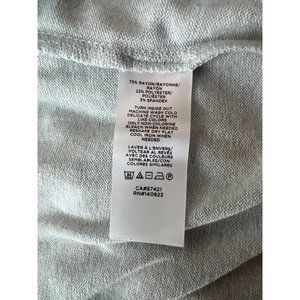 75% RAYON/RAYONNE/
RAYON
22% POLYESTER/
POLIÉSTER
3% SPANDEX
TURN INSIDE OUT
MACHINE WASH COLD
DELICATE CYCLE WITH
LIKE COLORS
ONLY NON-CHLORINE
BLEACH WHEN NEEDED
RESHAPE DRY FLAT
COOL IRON WHEN
NEEDED
LAVER À L'ENVERS/
VOLTEAR AL REVÉS
AVEC DES COULEURS
SEMBLABLES/CON
COLORES SIMILARES
CA#57421
RN#140923